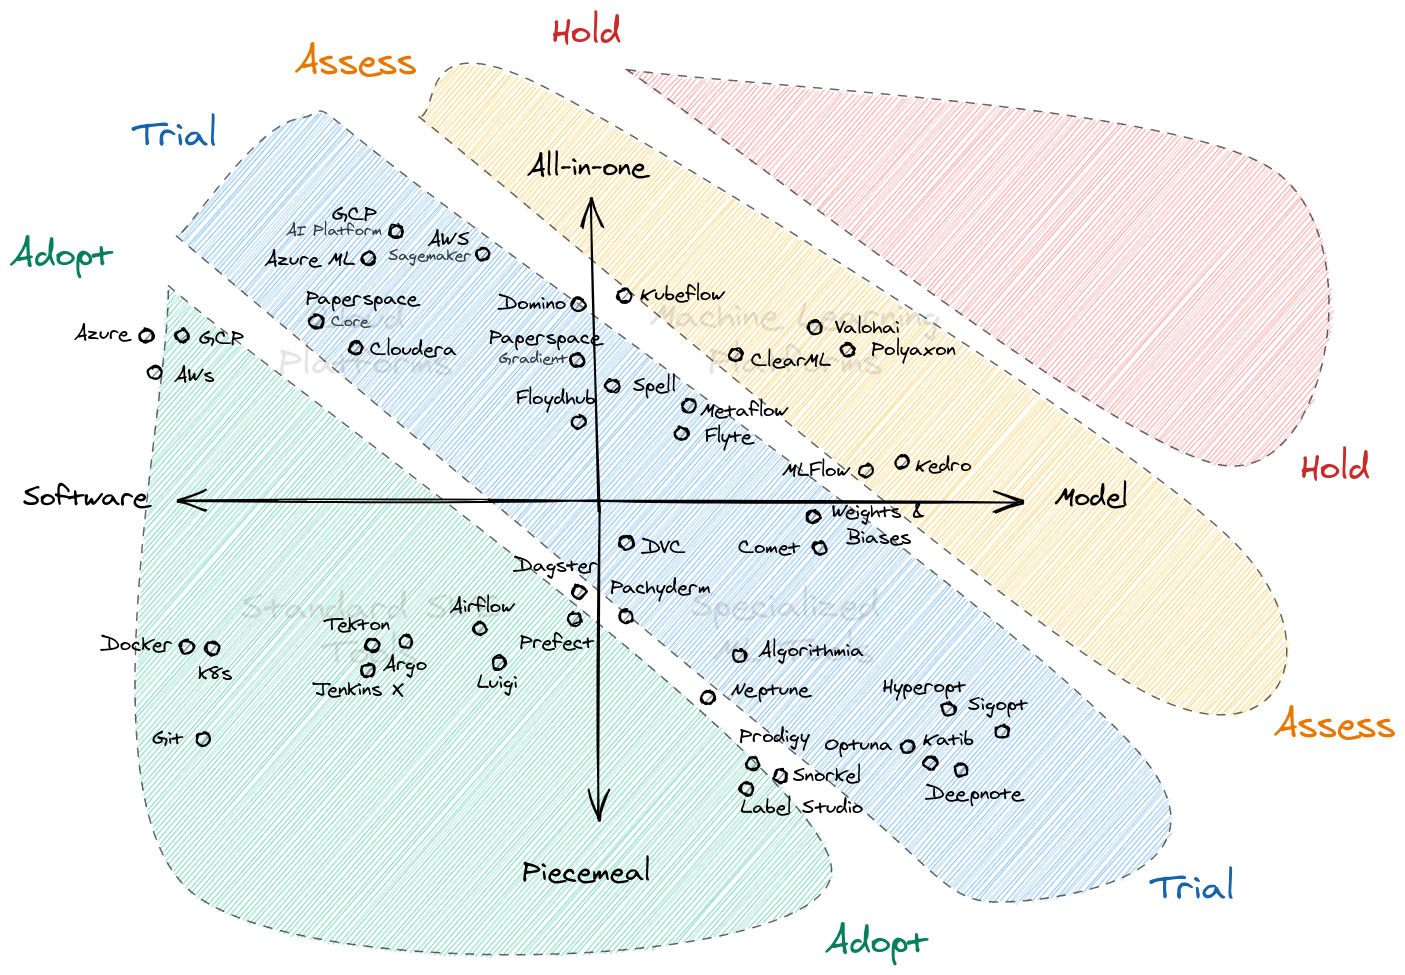 Hold
Assess
Trial
All-in-one
GCP
AI Platform
AWS
Sagemaker
Azure ML
Adopt
Paperspace
Core
Domino
Kubeflow
Cloud
Platforms
Machine Learning
Platforms
Azure
GCP
AWs
Cloudera
Paperspace
Gradient
Valohai
ClearML
Polyaxon
Floydhub
Spell
Metaflow
Flyte
MLFlow
Kedro
Hold
Software
Model
Weights &
Biases
DVC
Comet
Dagster
Pachyderm
Standard S
T
Specialized
ML Tools
Airflow
Tekton
Prefect
Docker
K8s
Argo
Jenkins X
Luigi
Algorithmia
Neptune
Hyperopt
Sigopt
Git
Prodigy
Optuna
Katib
Snorkel
Label Studio
Deepnote
Assess
Piecemeal
Trial
Adopt